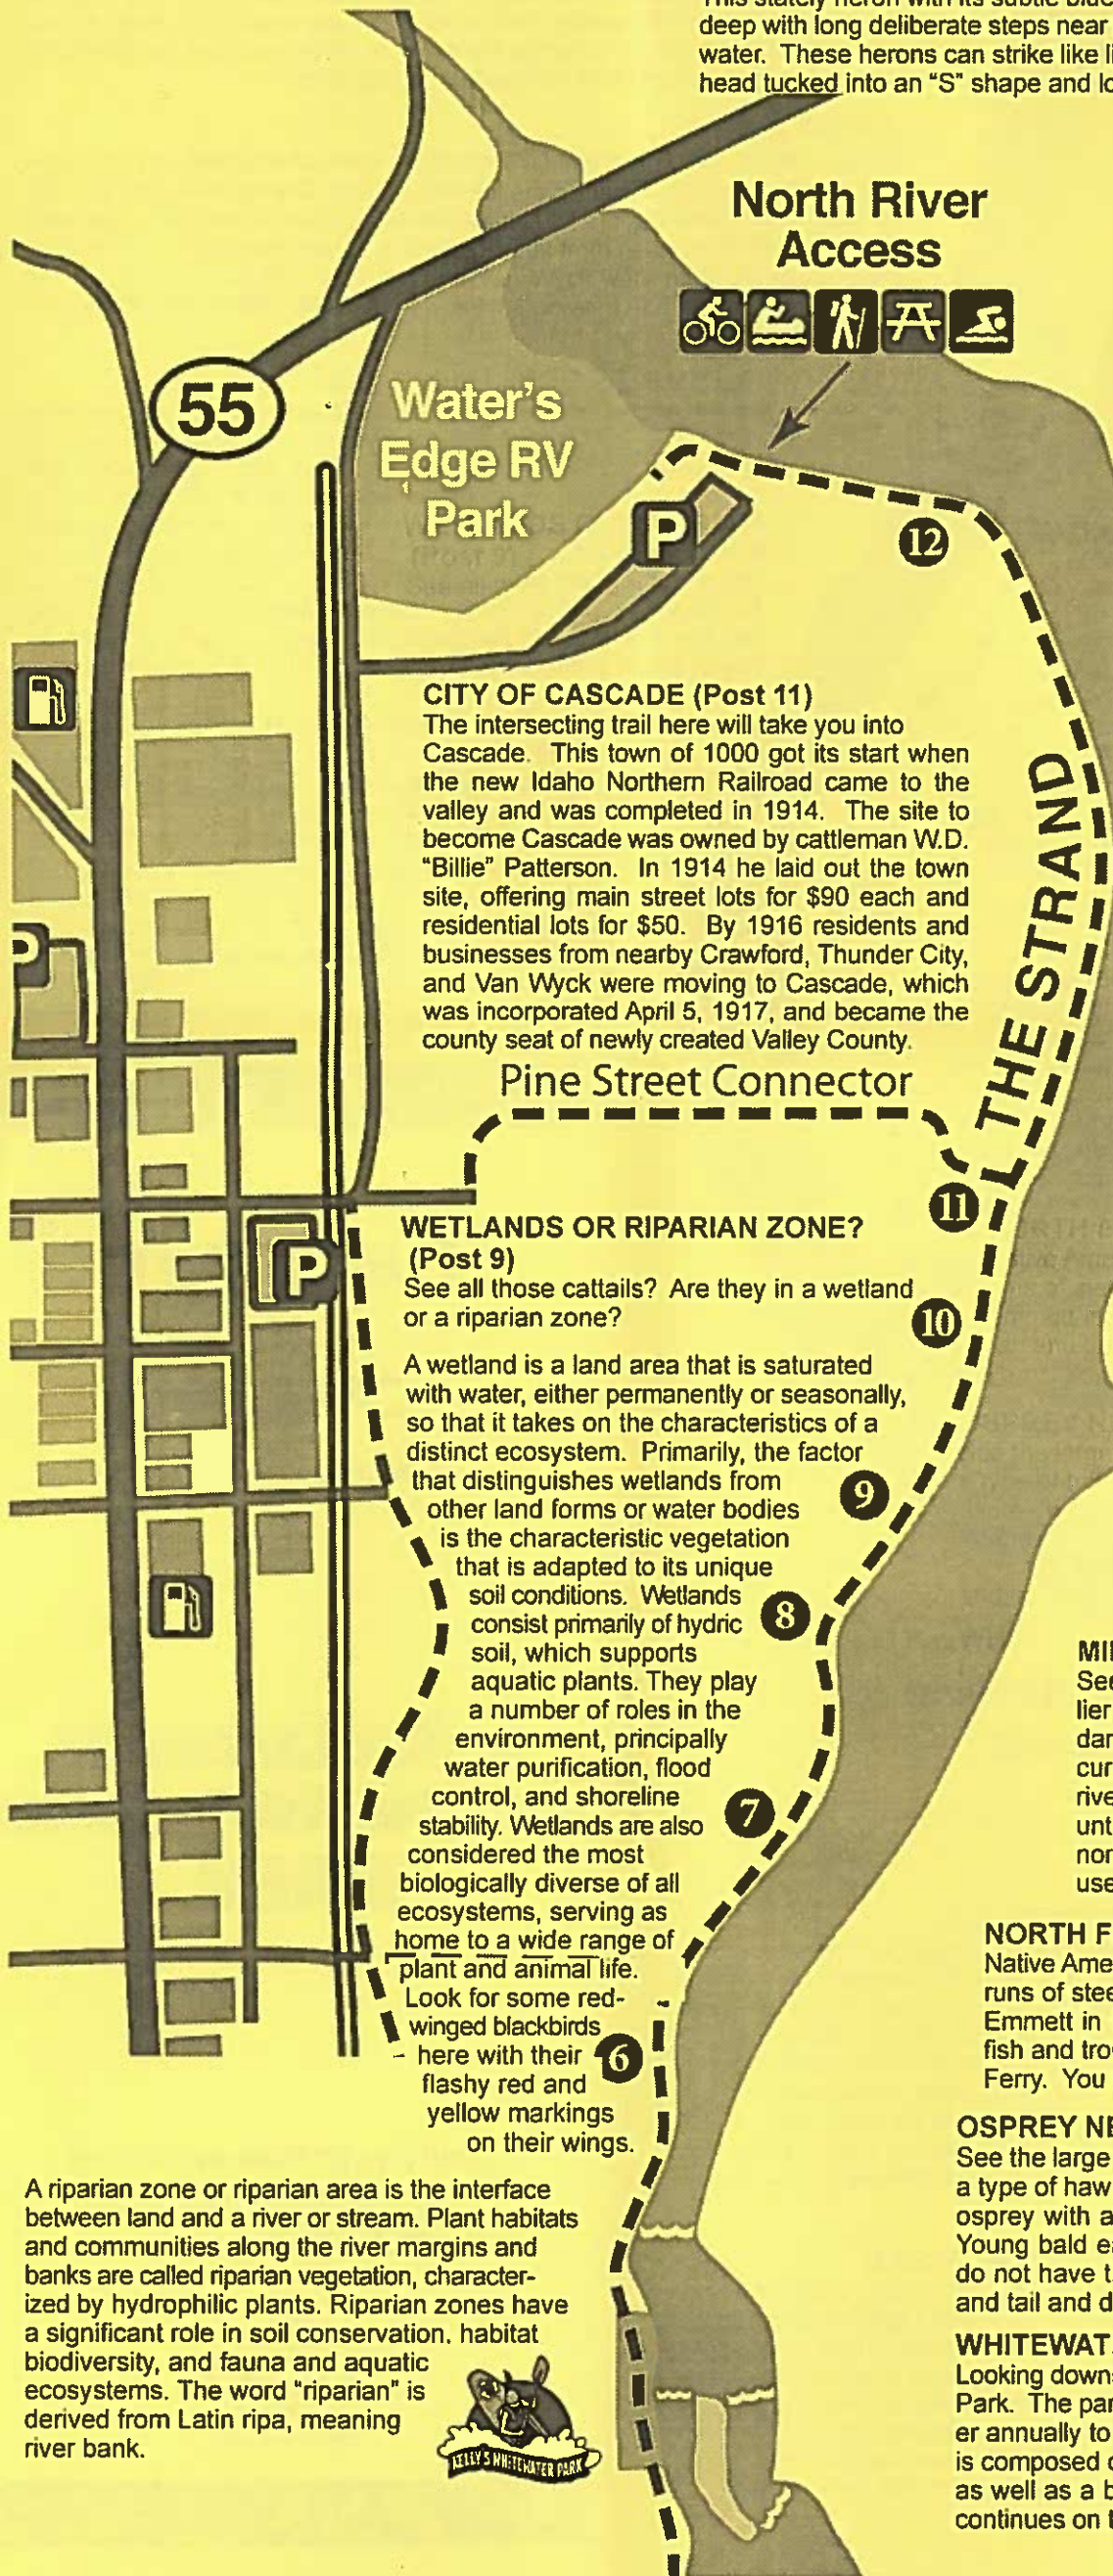 This stately heron with its subtle blue
deep with long deliberate steps near
water. These herons can strike like
head tucked into an "S" shape and
North River
Access
55
Water's
Edge RV
Park
P
12
CITY OF CASCADE (Post 11)
The intersecting trail here will take you into
Cascade. This town of 1000 got its start when
the new Idaho Northern Railroad came to the
valley and was completed in 1914. The site to
become Cascade was owned by cattleman W.D.
"Billie" Patterson. In 1914 he laid out the town
site, offering main street lots for $90 each and
residential lots for $50. By 1916 residents and
businesses from nearby Crawford, Thunder City,
and Van Wyck were moving to Cascade, which
was incorporated April 5, 1917, and became the
county seat of newly created Valley County.
THE STRAND
P
Pine Street Connector
11
WETLANDS OR RIPARIAN ZONE?
(Post 9)
See all those cattails? Are they in a wetland
or a riparian zone?
P
10
A wetland is a land area that is saturated
with water, either permanently or seasonally,
so that it takes on the characteristics of a
distinct ecosystem. Primarily, the factor
that distinguishes wetlands from
other land forms or water bodies
is the characteristic vegetation
that is adapted to its unique
soil conditions. Wetlands
consist primarily of hydric
soil, which supports
aquatic plants. They play
a number of roles in the
environment, principally
water purification, flood
control, and shoreline
stability. Wetlands are also
considered the most
biologically diverse of all
ecosystems, serving as
home to a wide range of
plant and animal life.
Look for some red-
winged blackbirds
here with their
flashy red and
yellow markings
on their wings.
9
8
7
6
A riparian zone or riparian area is the interface
between land and a river or stream. Plant habitats
and communities along the river margins and
banks are called riparian vegetation, character-
ized by hydrophilic plants. Riparian zones have
a significant role in soil conservation, habitat
biodiversity, and fauna and aquatic
ecosystems. The word "riparian" is
derived from Latin ripa, meaning
river bank.
KELLY'S WHITEWATER PARK
See
lier
dar
cur
rive
unt
nor
use
NORTH F
Native Ame
runs of stee
Emmett in
fish and tro
Ferry. You
OSPREY NE
See the large
a type of haw
osprey with a
Young bald ea
do not have t
and tail and d
WHITEWAT
Looking down
Park. The par
er annually to
is composed
as well as a b
continues on t